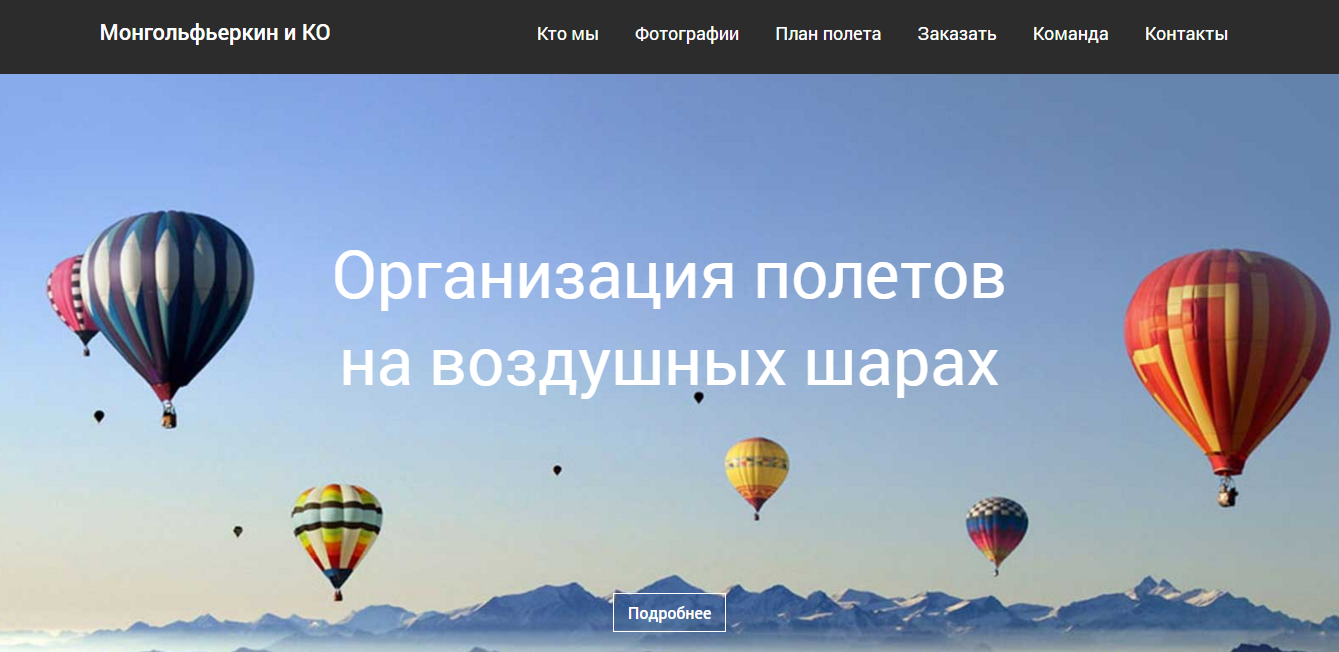 Монгольфьеркин и КО
Кто мы Фотографии План полета Заказать Команда Контакты
Организация полетов
на воздушных шарах
Подробнее